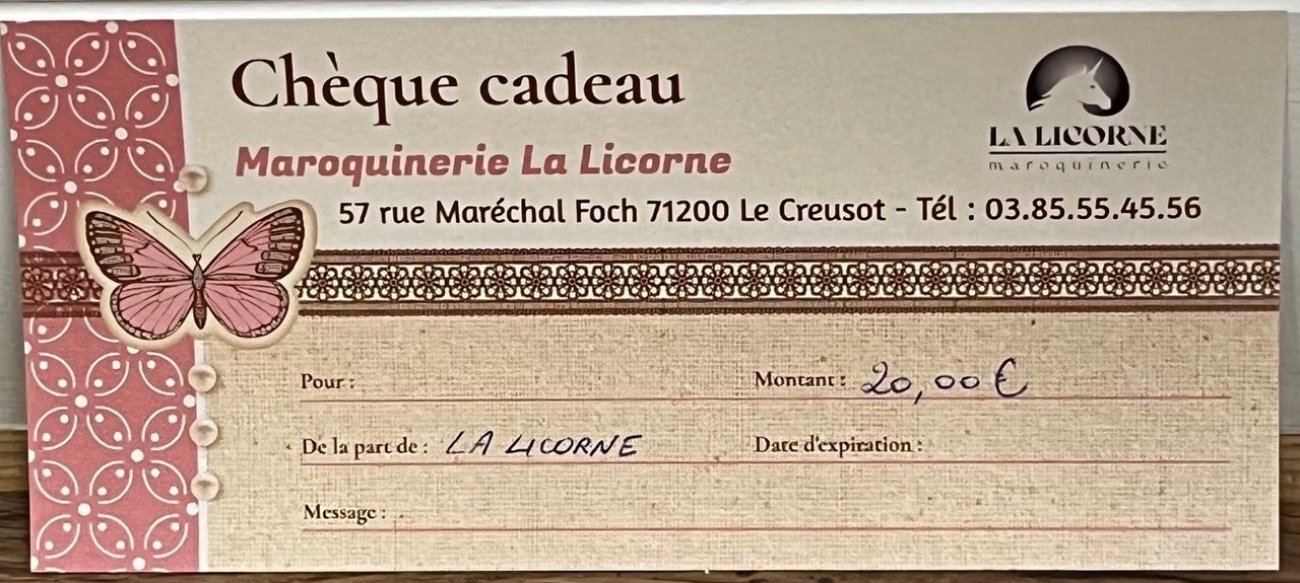 Chèque cadeau
LA LICORNE
maroquinerie
Maroquinerie La Licorne
57 rue Maréchal Foch 71200 Le Creusot - Tél : 03.85.55.45.56
Pour :
Montant : 20,00 €
De la part de : LA LICORNE
Date d'expiration :
Message :